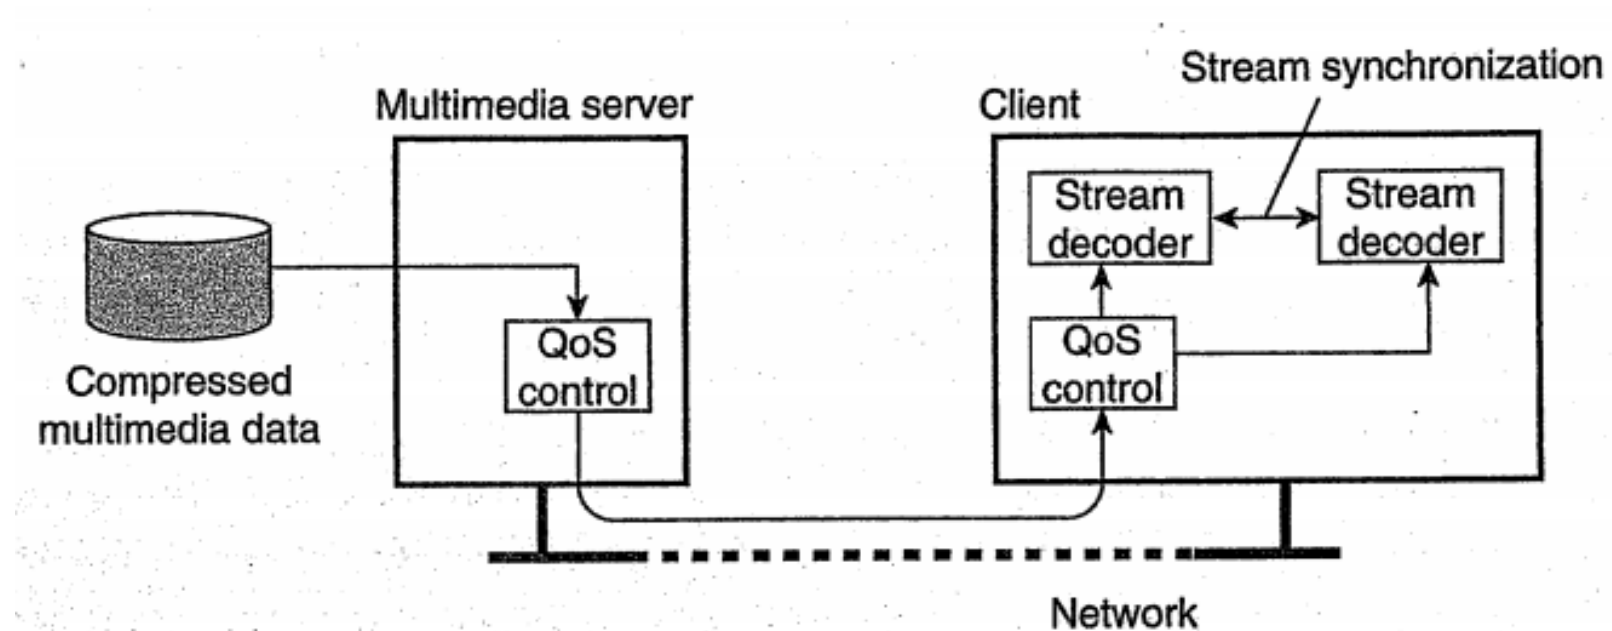 Stream synchronization
Multimedia server
Client
Stream
decoder
Stream
decoder
QoS
control
QoS
control
Compressed
multimedia data
Network